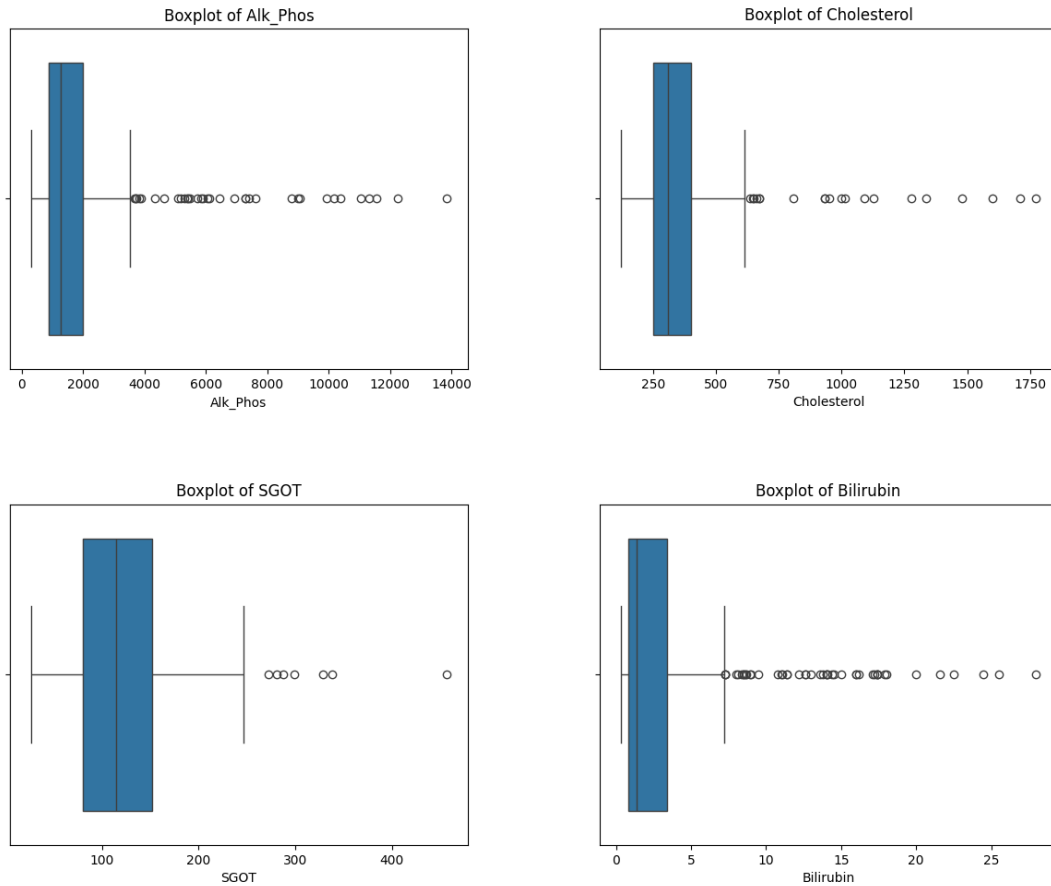 Boxplot of Alk_Phos
0 2000 4000 6000 8000 10000 12000 14000
Alk_Phos
Boxplot of Cholesterol
250 500 750 1000 1250 1500 1750
Cholesterol
Boxplot of SGOT
100 200 300 400
SGOT
Boxplot of Bilirubin
0 5 10 15 20 25
Bilirubin